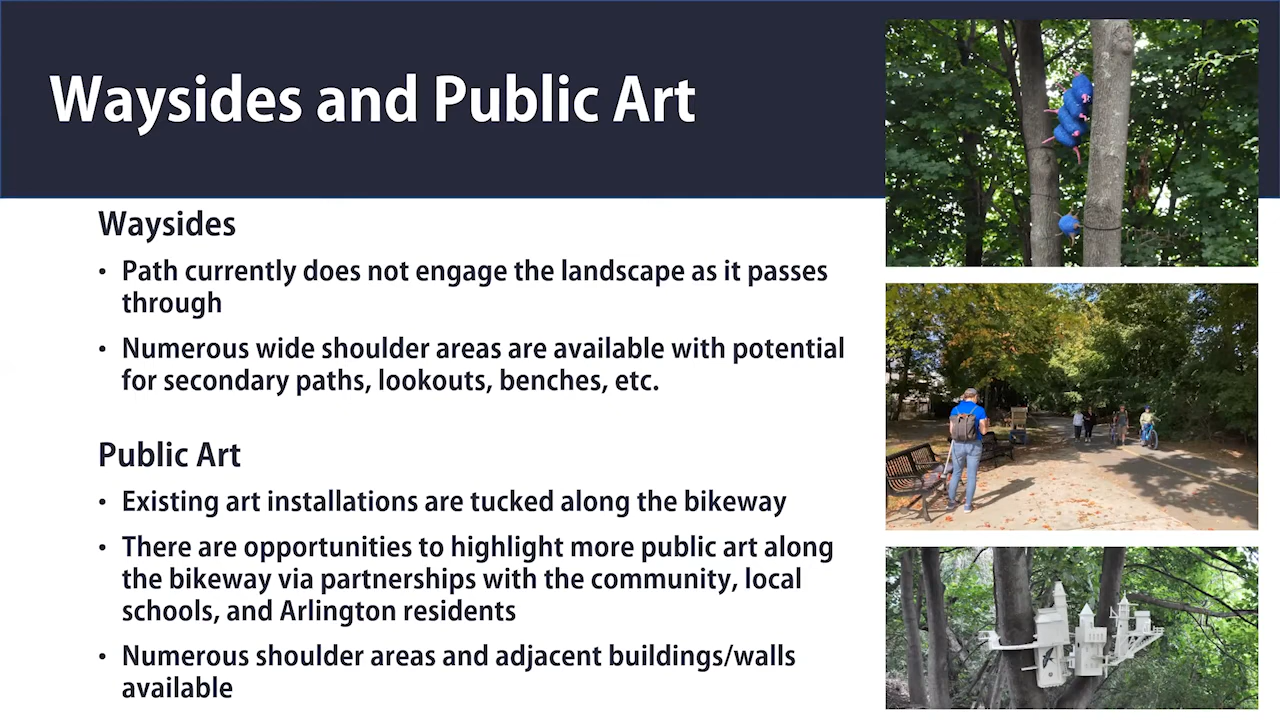 Waysides and Public Art
Waysides
• Path currently does not engage the landscape as it passes
through
• Numerous wide shoulder areas are available with potential
for secondary paths, lookouts, benches, etc.
Public Art
• Existing art installations are tucked along the bikeway
• There are opportunities to highlight more public art along
the bikeway via partnerships with the community, local
schools, and Arlington residents
• Numerous shoulder areas and adjacent buildings/walls
available